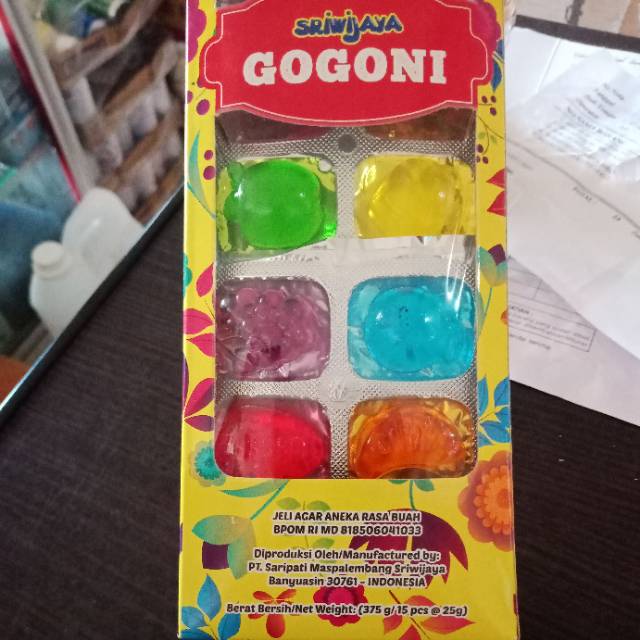 SRIWIJAYA
GOGONI
JELI AGAR ANEKA RASA BUAH
BPOM RI MD 818506041033
Diproduksi Oleh/Manufactured by:
PT. Saripati Maspalembang Sriwijaya
Banyuasin 30761 - INDONESIA
Berat Bersih/Net Weight: (375 g/ 15 pcs @ 25g)